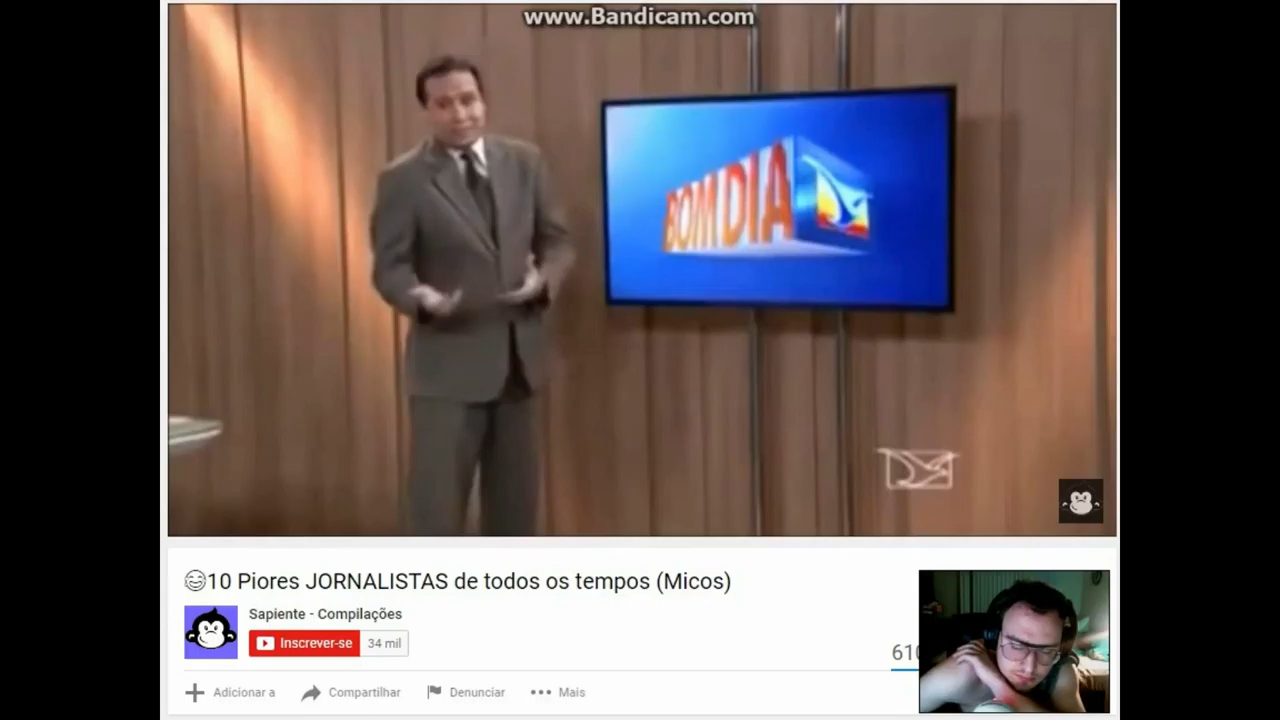 www.Bandicam.com
BOM DIA
😄10 Piores JORNALISTAS de todos os tempos (Micos)
Sapiente - Compilações
Inscrever-se 34 mil
610
Adicionar a Compartilhar Denunciar Mais